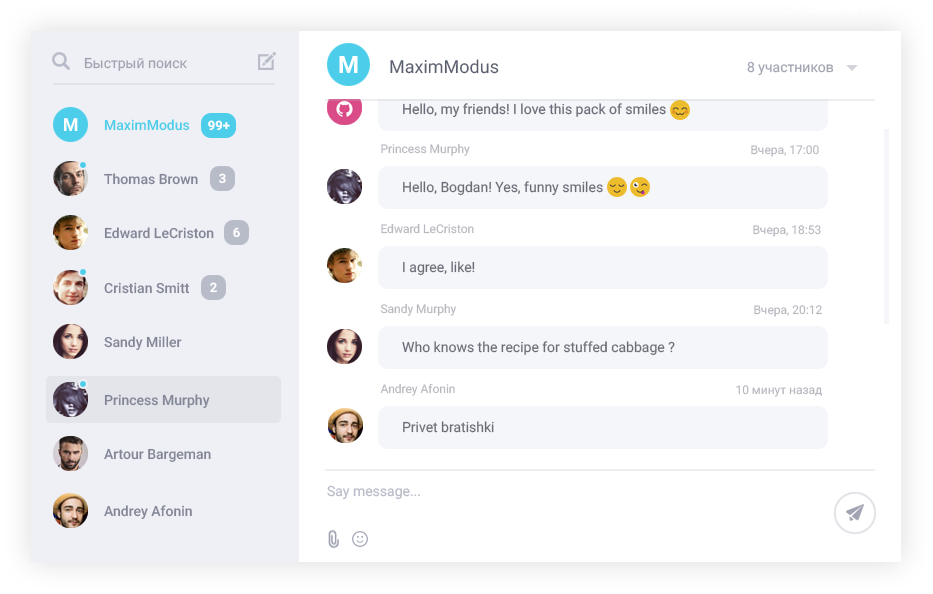 Быстрый поиск
M MaximModus 99+
Thomas Brown 3
Edward LeCriston 6
Cristian Smitt 2
Sandy Miller
Princess Murphy
Artour Bargeman
Andrey Afonin
M MaximModus 8 участников
Hello, my friends! I love this pack of smiles 😊
Princess Murphy Вчера, 17:00
Hello, Bogdan! Yes, funny smiles 😌 😜
Edward LeCriston Вчера, 18:53
I agree, like!
Sandy Murphy Вчера, 20:12
Who knows the recipe for stuffed cabbage ?
Andrey Afonin 10 минут назад
Privet bratishki
Say message...